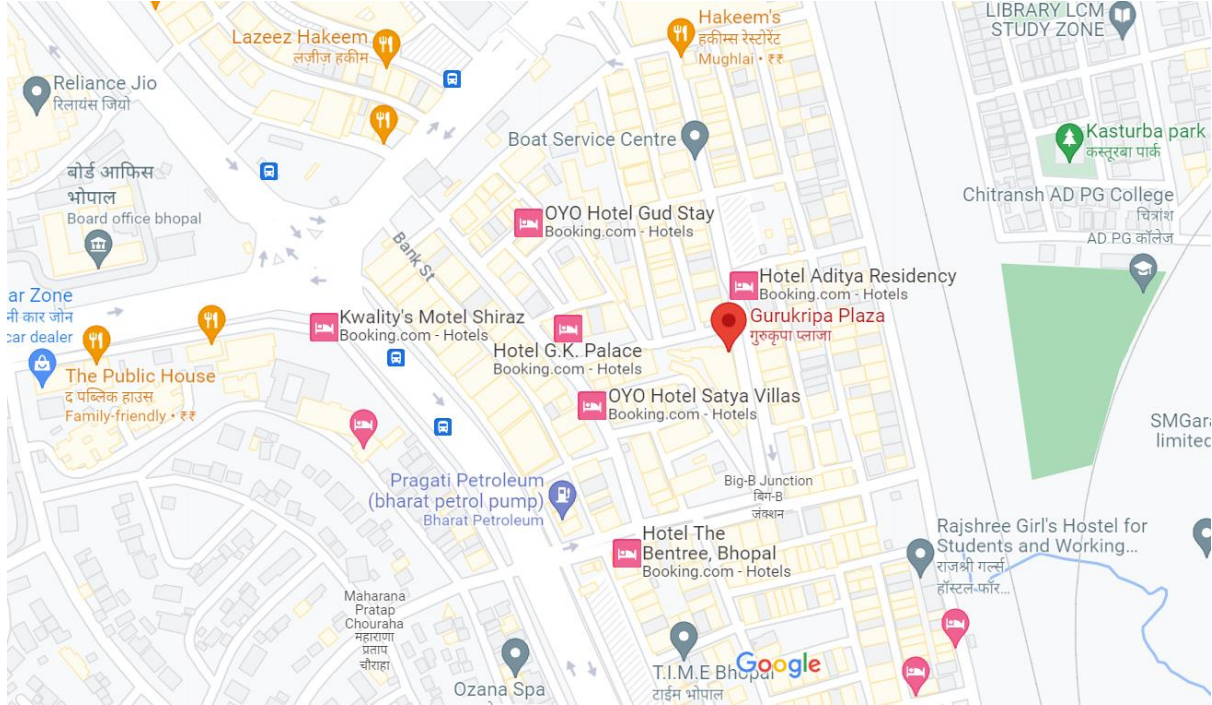 Lazeez Hakeem
लज़ीज़ हकीम
Hakeem's
हकीम्स रेस्टोरेंट
Mughlai • ₹₹
LIBRARY LCM
STUDY ZONE
Reliance Jio
रिलायंस जियो
Boat Service Centre
Kasturba park
कस्तूरबा पार्क
बोर्ड आफिस
भोपाल
Board office bhopal
Chitransh AD PG College
चित्रांश
AD.PG.कॉलेज
OYO Hotel Gud Stay
Booking.com - Hotels
Bank St
Hotel Aditya Residency
Booking.com - Hotels
ar Zone
नी कार जोन
car dealer
Kwality's Motel Shiraz
Booking.com - Hotels
Gurukripa Plaza
गुरुकृपा प्लाजा
Hotel G.K. Palace
Booking.com - Hotels
The Public House
द पब्लिक हाउस
Family-friendly • ₹₹
OYO Hotel Satya Villas
Booking.com - Hotels
SMGar
limited
Pragati Petroleum
(bharat petrol pump)
Bharat Petroleum
Big-B Junction
बिग-B
जंक्शन
Hotel The
Bentree, Bhopal
Booking.com - Hotels
Rajshree Girl's Hostel for
Students and Working...
राजश्री गर्ल्स
हॉस्टल फॉर...
Maharana
Pratap
Chouraha
महाराणा
प्रताप
चौराहा
T.I.M.E Bhopal
टाईम भोपाल
Google
Ozana Spa